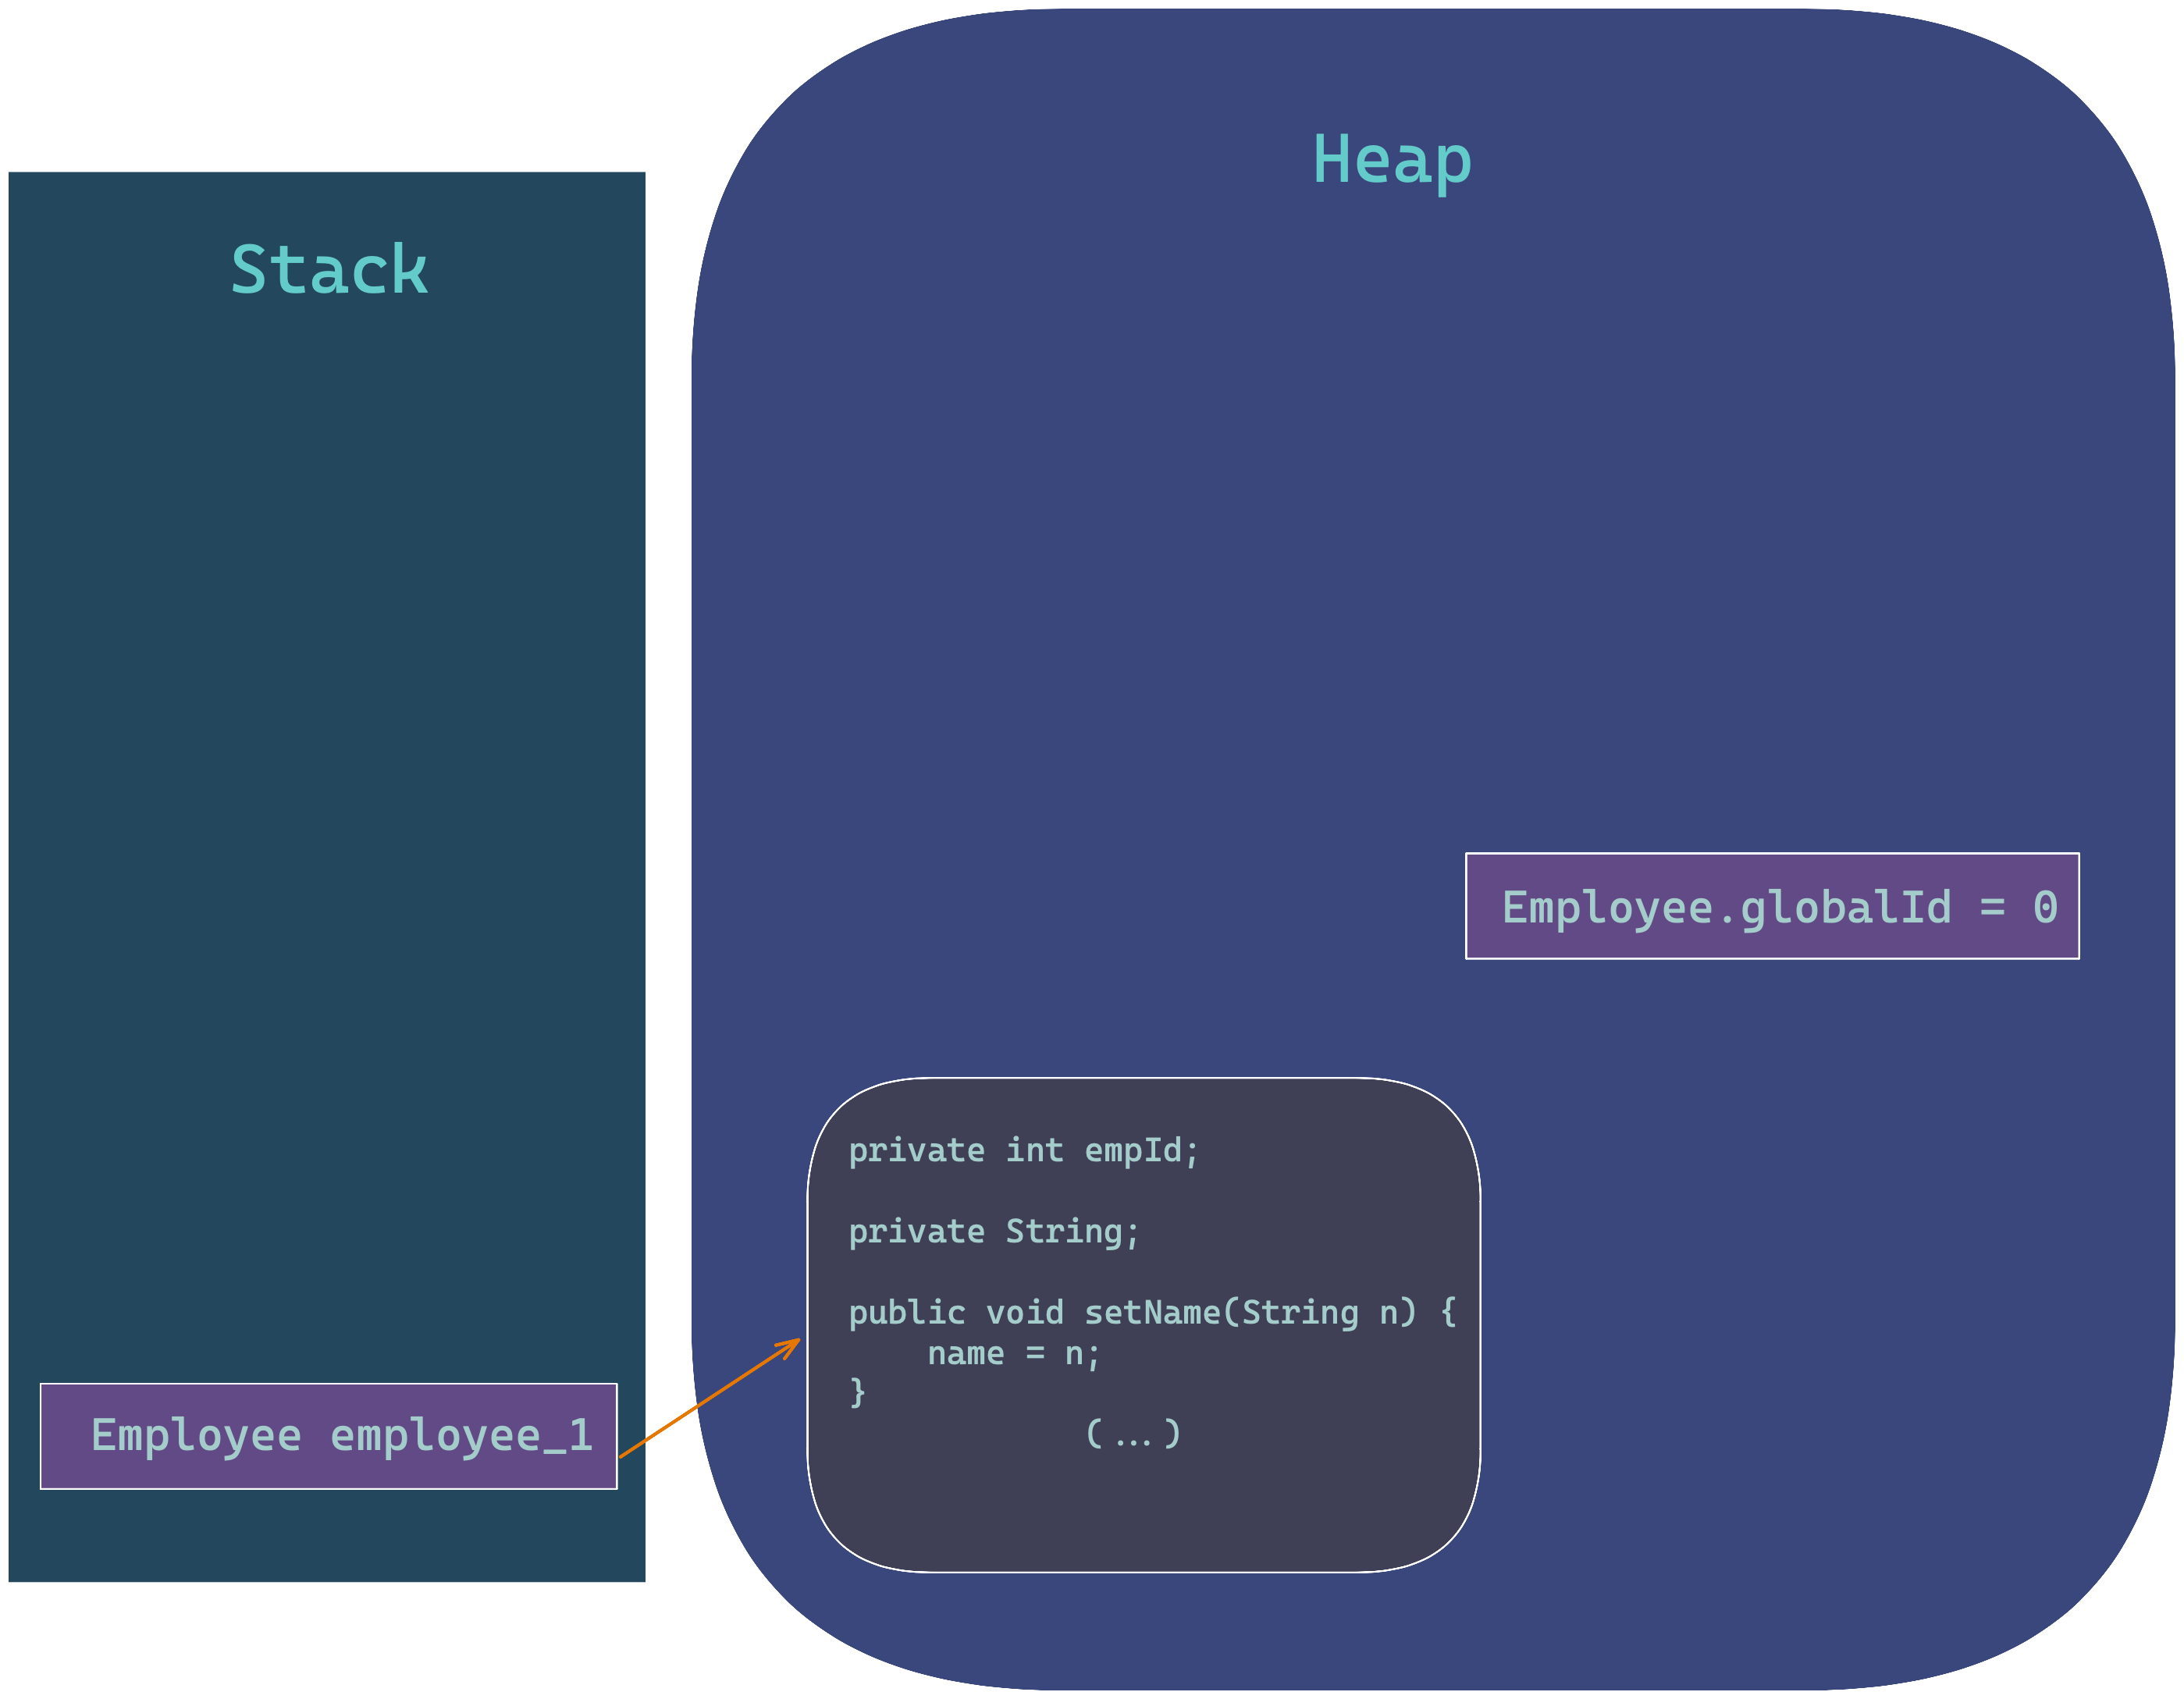 Heap
Stack
Employee.globalId = 0
private int empId;
private String;
public void setName(String n) {
name = n;
}
(...)
Employee employee_1